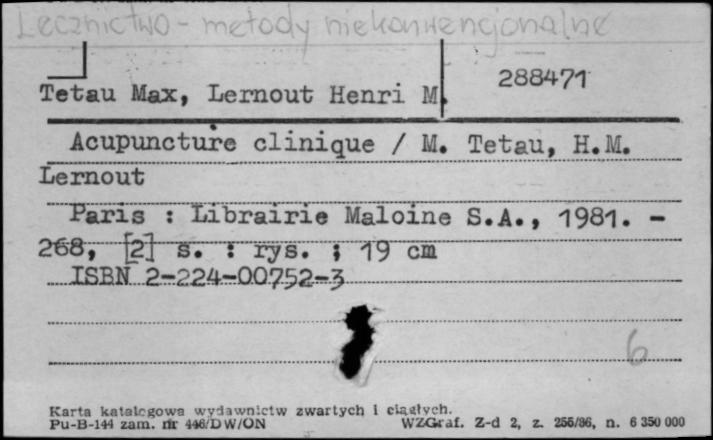 Lecznictwo - metody niekonwencjonalne
288471
Tetau Max, Lernout Henri M.
Acupuncture clinique / M. Tetau, H.M.
Lernout
Paris : Librairie Maloine S.A., 1981. -
268, [2] s. : rys. ; 19 cm
ISBN 2-224-00752-3
6
Karta katalogowa wydawnictw zwartych i ciągłych.
Pu-B-144 zam. nr 446/DW/ON WZGraf. Z-d 2, z. 255/86, n. 6 350 000